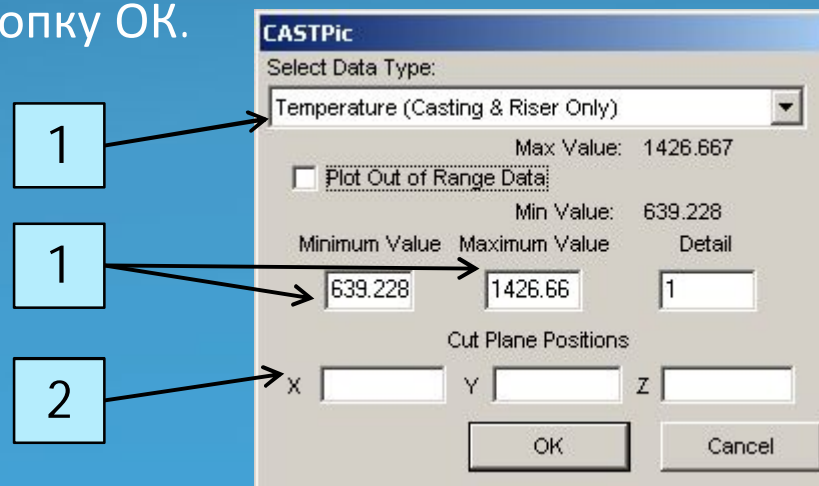 опку ОК.
CASTPic
Select Data Type:
Temperature (Casting & Riser Only)
1
Max Value: 1426.667
Plot Out of Range Data
Min Value: 639.228
Minimum Value Maximum Value Detail
1
639.228 1426.66 1
Cut Plane Positions
2
X Y Z
OK Cancel